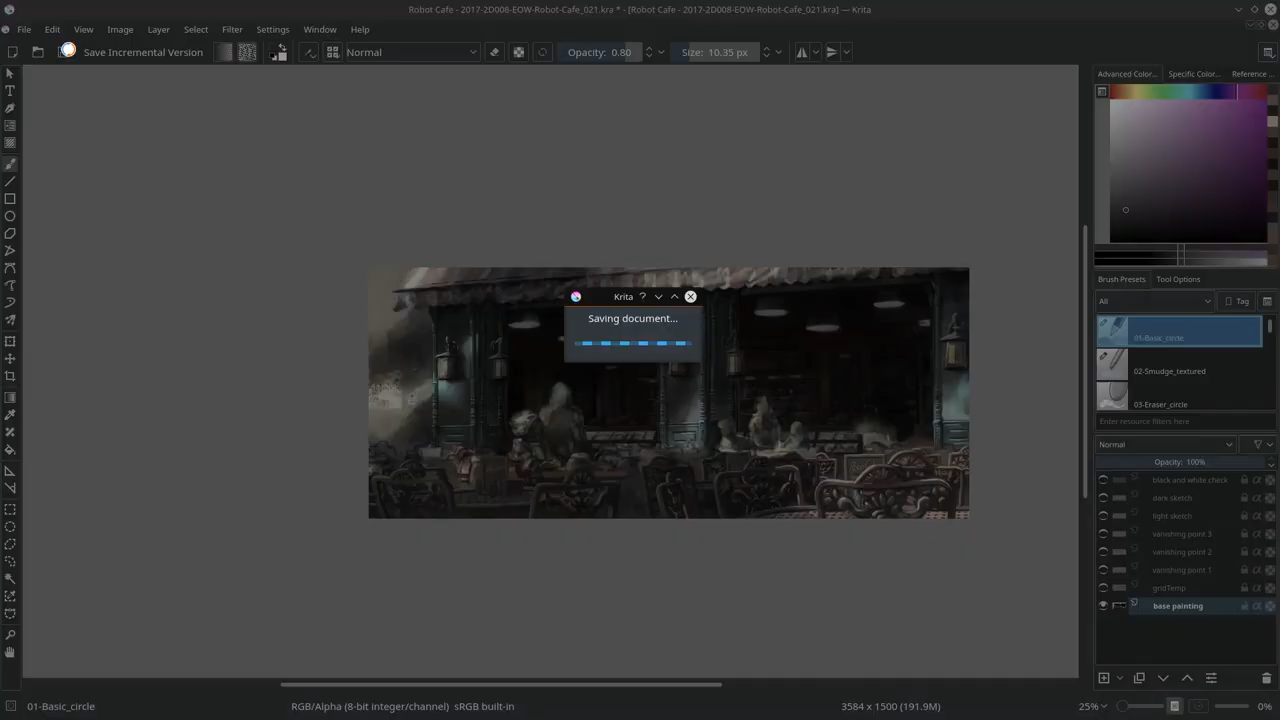 Robot Cafe - 2017-2D008-EOW-Robot-Cafe_021.kra * - [Robot Cafe - 2017-2D008-EOW-Robot-Cafe_021.kra] — Krita
File Edit View Image Layer Select Filter Settings Window Help
Save Incremental Version
Normal
Opacity: 0.80
Size: 10.35 px
Advanced Color...
Specific Color...
Reference ...
Krita
Saving document...
Brush Presets
Tool Options
All
Tag
01-Basic_circle
02-Smudge_textured
03-Eraser_circle
Enter resource filters here
Normal
Opacity: 100%
black and white check
dark sketch
light sketch
vanishing point 3
vanishing point 2
vanishing point 1
gridTemp
base painting
01-Basic_circle
RGB/Alpha (8-bit integer/channel) sRGB built-in
3584 x 1500 (191.9M)
25%
0%